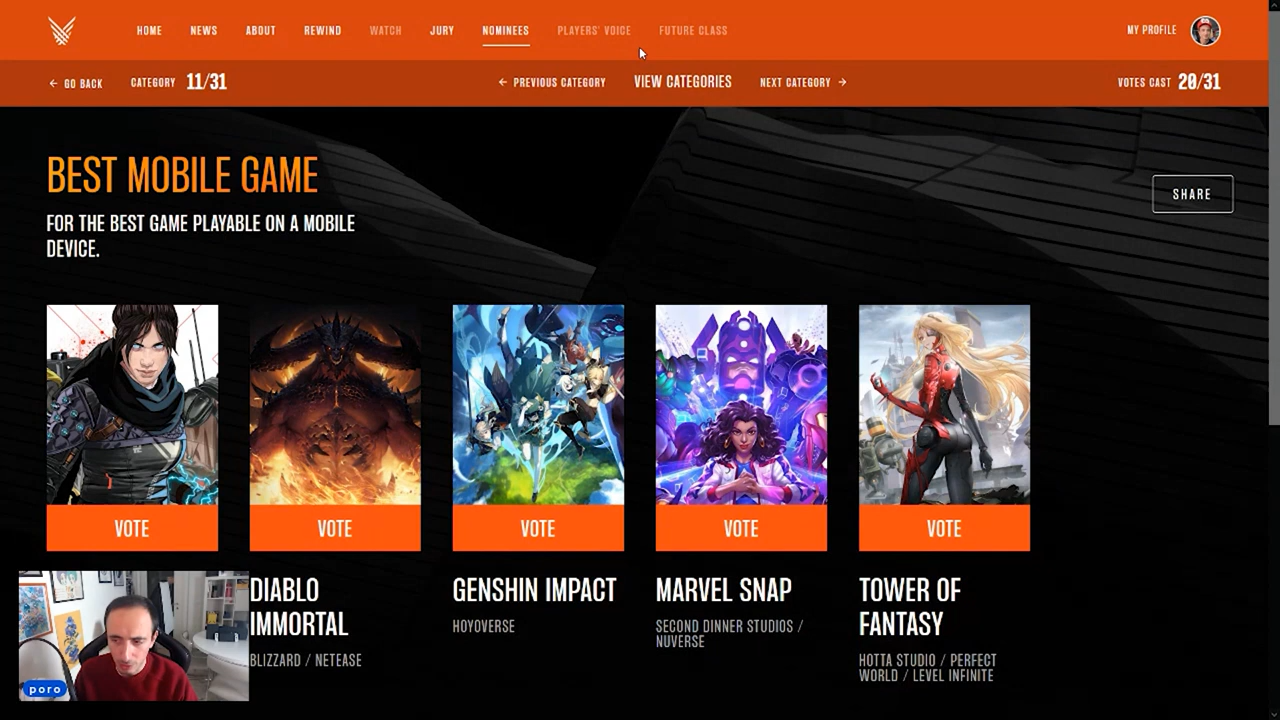 HOME NEWS ABOUT REWIND WATCH JURY NOMINEES PLAYERS' VOICE FUTURE CLASS MY PROFILE
← GO BACK CATEGORY 11/31 ← PREVIOUS CATEGORY VIEW CATEGORIES NEXT CATEGORY → VOTES CAST 20/31
BEST MOBILE GAME
FOR THE BEST GAME PLAYABLE ON A MOBILE
DEVICE.
SHARE
VOTE VOTE VOTE VOTE VOTE
DIABLO
IMMORTAL
BLIZZARD / NETEASE
GENSHIN IMPACT
HOYOVERSE
MARVEL SNAP
SECOND DINNER STUDIOS /
NUVERSE
TOWER OF
FANTASY
HOTTA STUDIO / PERFECT
WORLD / LEVEL INFINITE
poro